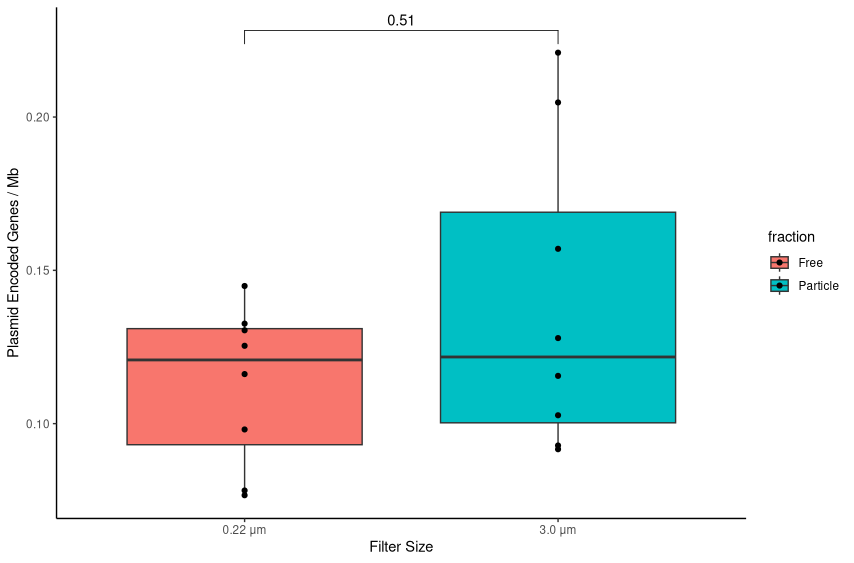 0.51
Plasmid Encoded Genes / Mb
0.20
0.15
0.10
0.22 µm
3.0 µm
Filter Size
fraction
Free
Particle